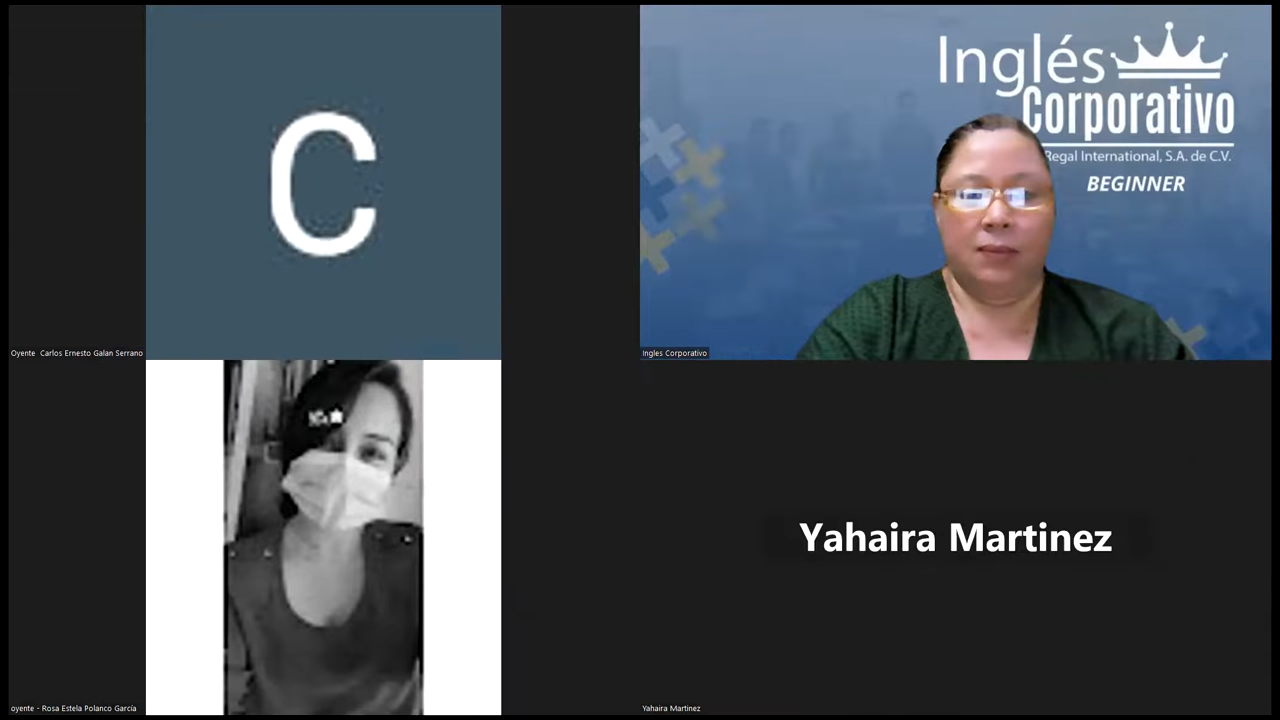 C
Inglés
Corporativo
Regal International, S.A. de C.V.
BEGINNER
Oyente Carlos Ernesto Galan Serrano
Ingles Corporativo
Yahaira Martinez
oyente - Rosa Estela Polanco García
Yahaira Martinez